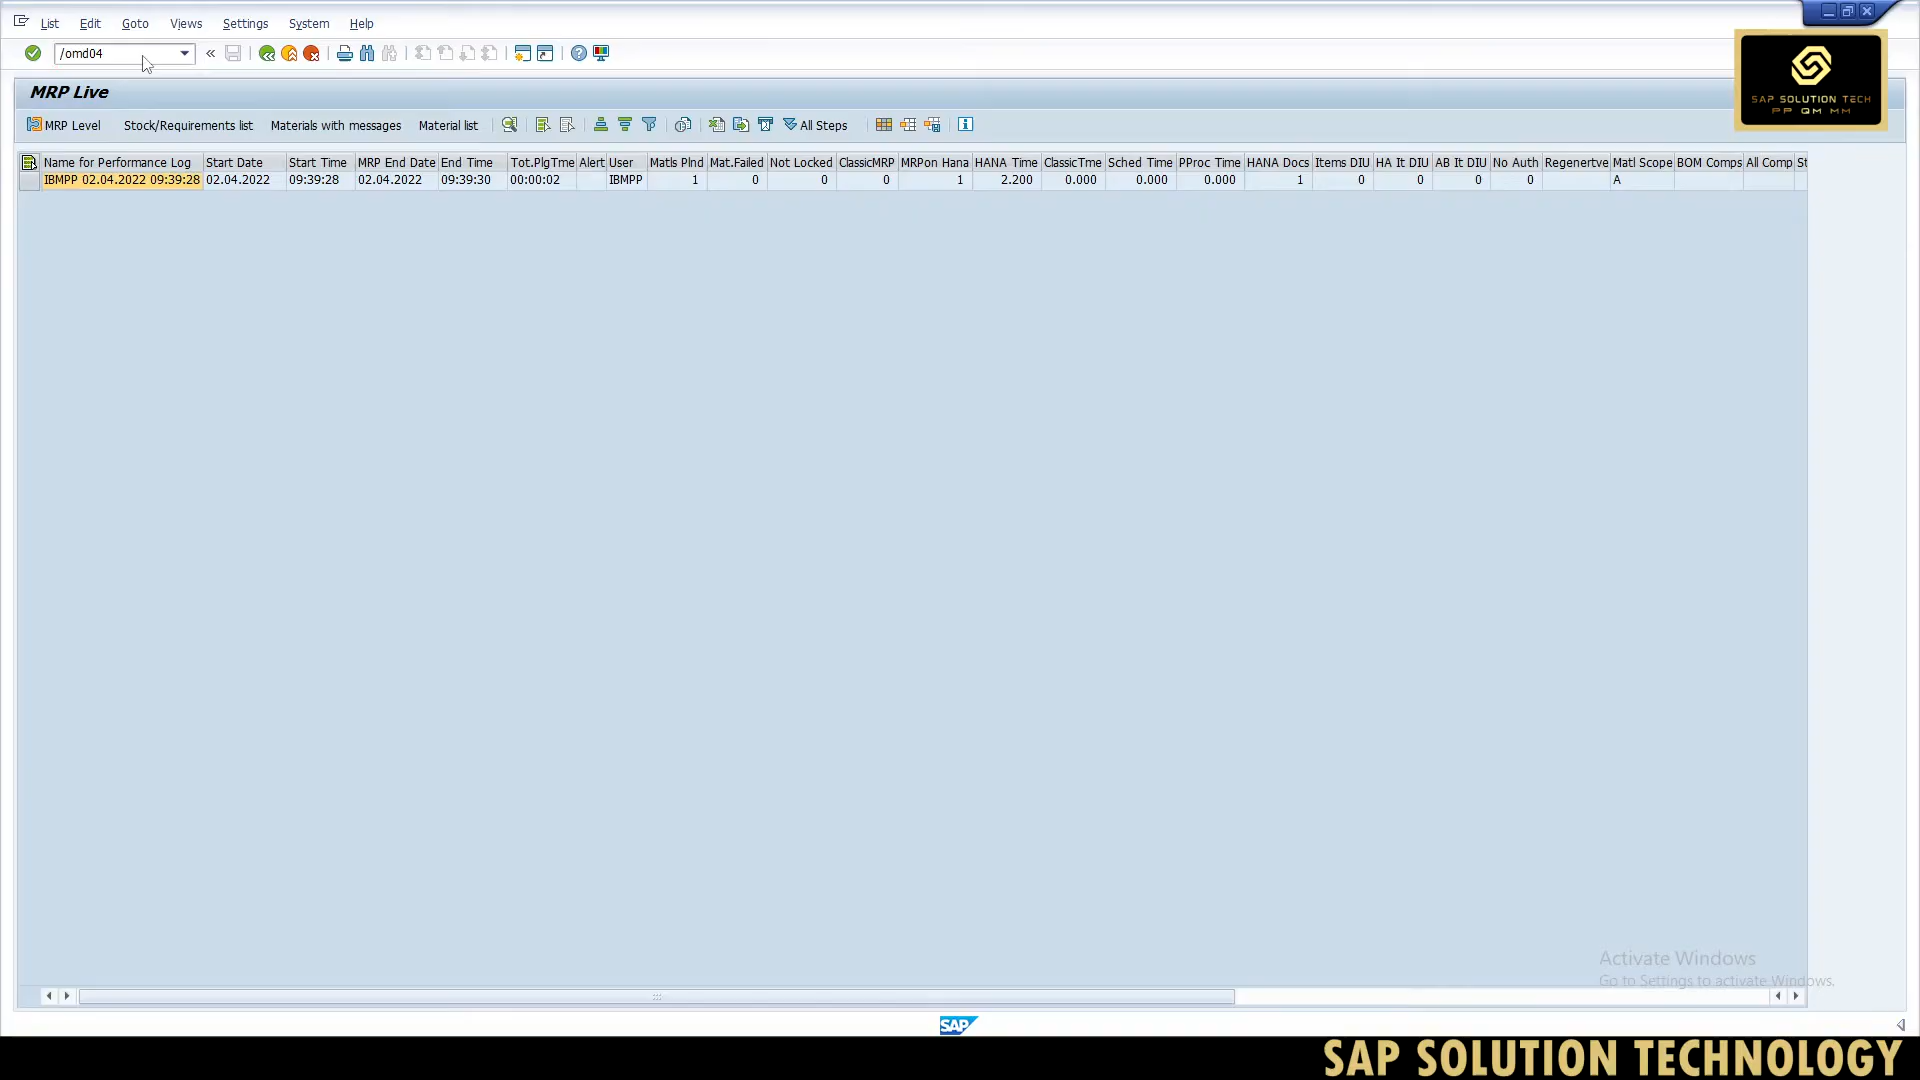 List Edit Goto Views Settings System Help
/omd04
SAP SOLUTION TECH
PP QM MM
MRP Live
MRP Level Stock/Requirements list Materials with messages Material list All Steps
Name for Performance Log Start Date Start Time MRP End Date End Time Tot.PlgTme Alert User Matls Plnd Mat.Failed Not Locked ClassicMRP MRPon Hana HANA Time ClassicTme Sched Time PProc Time HANA Docs Items DIU HA It DIU AB It DIU No Auth Regenertve Matl Scope BOM Comps All Comp St
IBMPP 02.04.2022 09:39:28 02.04.2022 09:39:28 02.04.2022 09:39:30 00:00:02 IBMPP 1 0 0 0 1 2.200 0.000 0.000 0.000 1 0 0 0 0 A
Activate Windows
Go to Settings to activate Windows.
SAP
SAP SOLUTION TECHNOLOGY